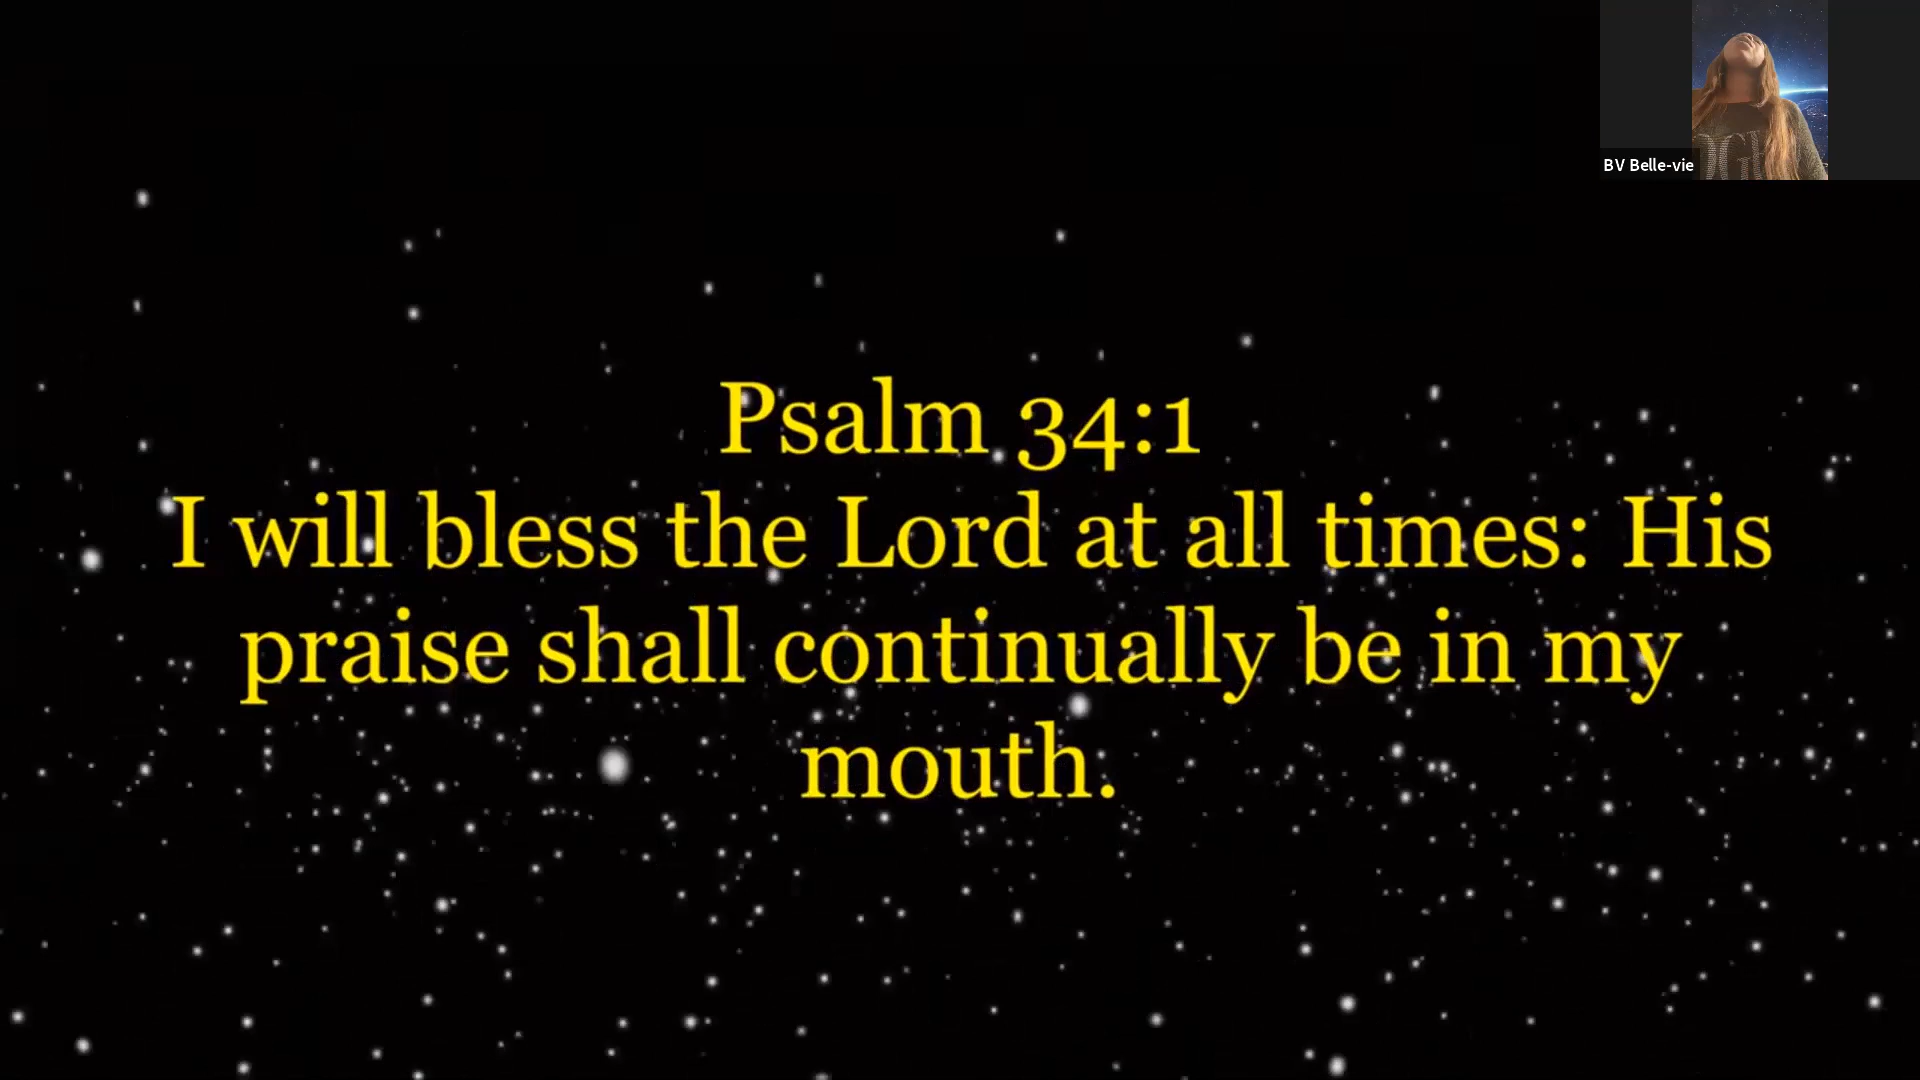 BV Belle-vie
Psalm 34:1
I will bless the Lord at all times: His
praise shall continually be in my
mouth.